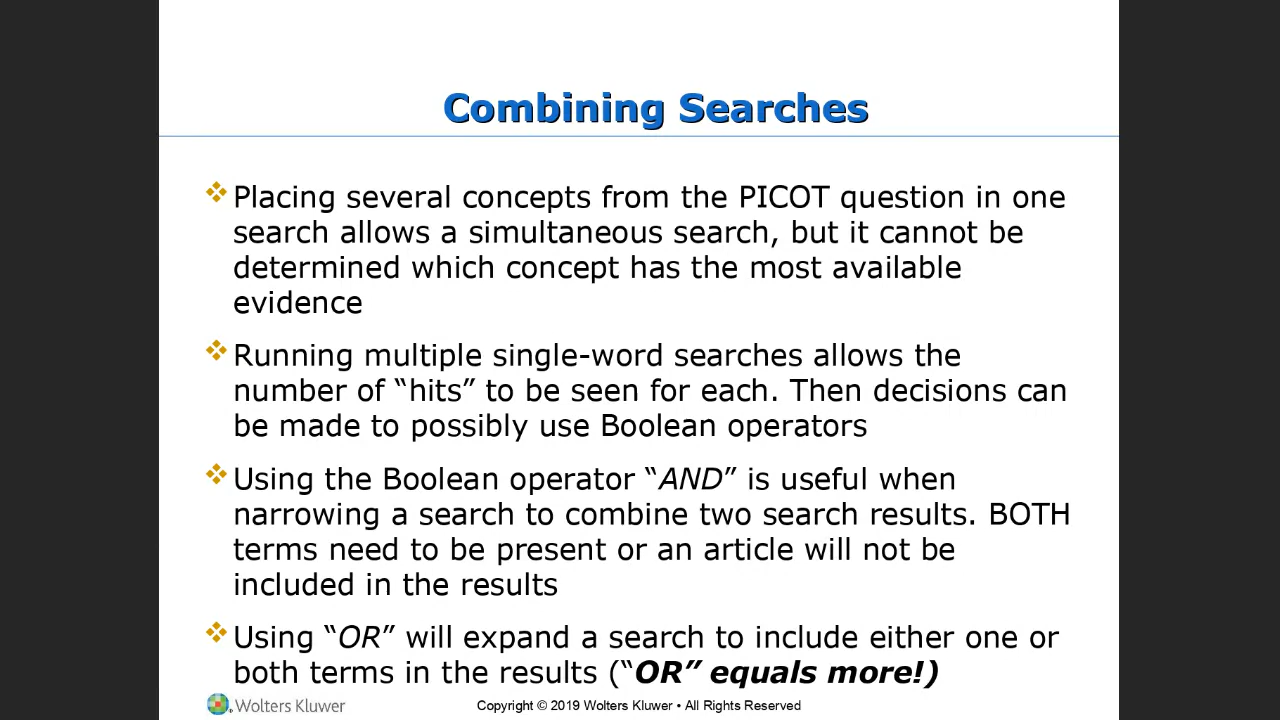 Combining Searches
Placing several concepts from the PICOT question in one
search allows a simultaneous search, but it cannot be
determined which concept has the most available
evidence
Running multiple single-word searches allows the
number of “hits” to be seen for each. Then decisions can
be made to possibly use Boolean operators
Using the Boolean operator “AND” is useful when
narrowing a search to combine two search results. BOTH
terms need to be present or an article will not be
included in the results
Using “OR” will expand a search to include either one or
both terms in the results (“OR” equals more!)
Wolters Kluwer
Copyright © 2019 Wolters Kluwer • All Rights Reserved